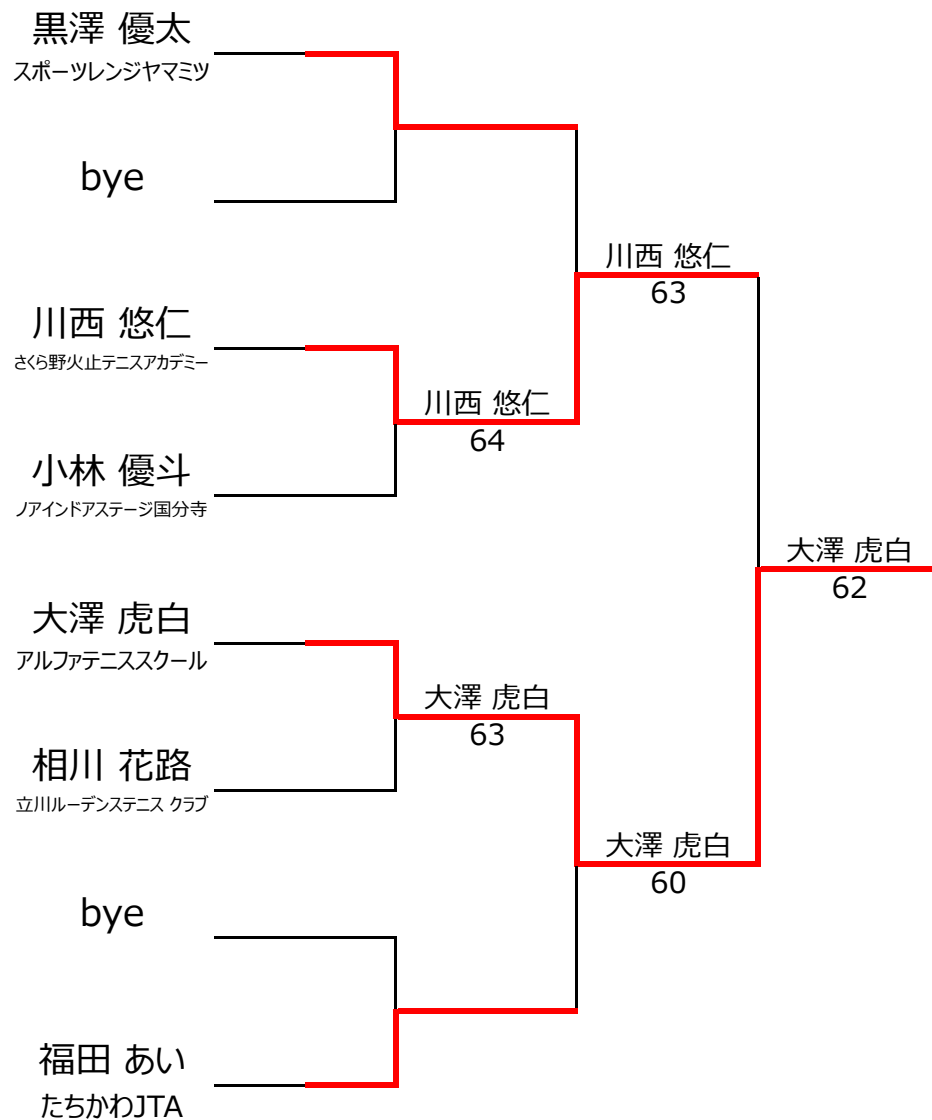 黒澤 優太
スポーツレンジヤマミツ
bye
川西 悠仁
63
川西 悠仁
さくら野火止テニスアカデミー
川西 悠仁
64
小林 優斗
ノアインドアステージ国分寺
大澤 虎白
62
大澤 虎白
アルファテニススクール
大澤 虎白
63
相川 花路
立川ルーデンステニス クラブ
大澤 虎白
60
bye
福田 あい
たちかわJTA